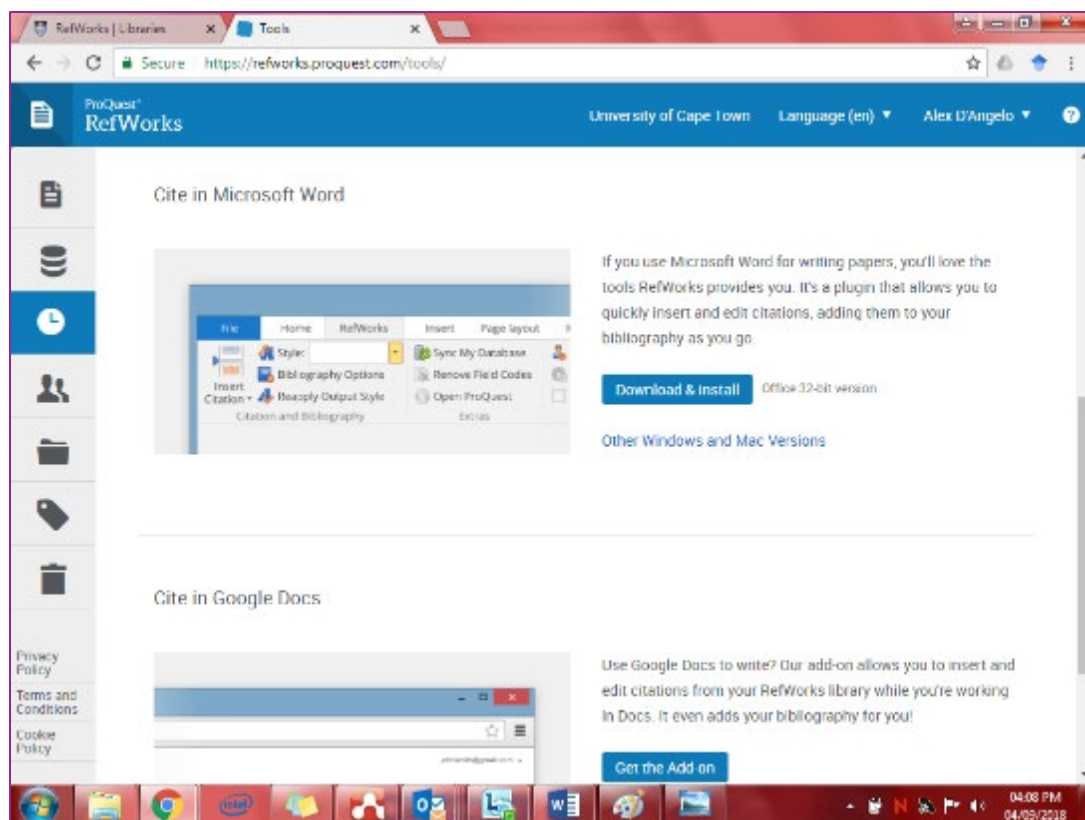 RefWorks | Libraries
Tools
Secure
https://refworks.proquest.com/tools/
ProQuest®
RefWorks
University of Cape Town
Language (en)
Alex D'Angelo
Cite in Microsoft Word
File Home RefWorks Insert Page layout
Style:
Sync My Database
Bibliography Options
Remove Field Codes
Insert
Citation
Reapply Output Style
Open ProQuest
Citation and Bibliography
Extras
If you use Microsoft Word for writing papers, you'll love the
tools RefWorks provides you. It's a plugin that allows you to
quickly insert and edit citations, adding them to your
bibliography as you go.
Download & Install
Office 32-bit version
Other Windows and Mac Versions
Cite in Google Docs
Use Google Docs to write? Our add-on allows you to insert and
edit citations from your RefWorks library while you're working
in Docs. It even adds your bibliography for you!
Get the Add-on
Privacy
Policy
Terms and
Conditions
Cookie
Policy
intel
04:08 PM
04/09/2018